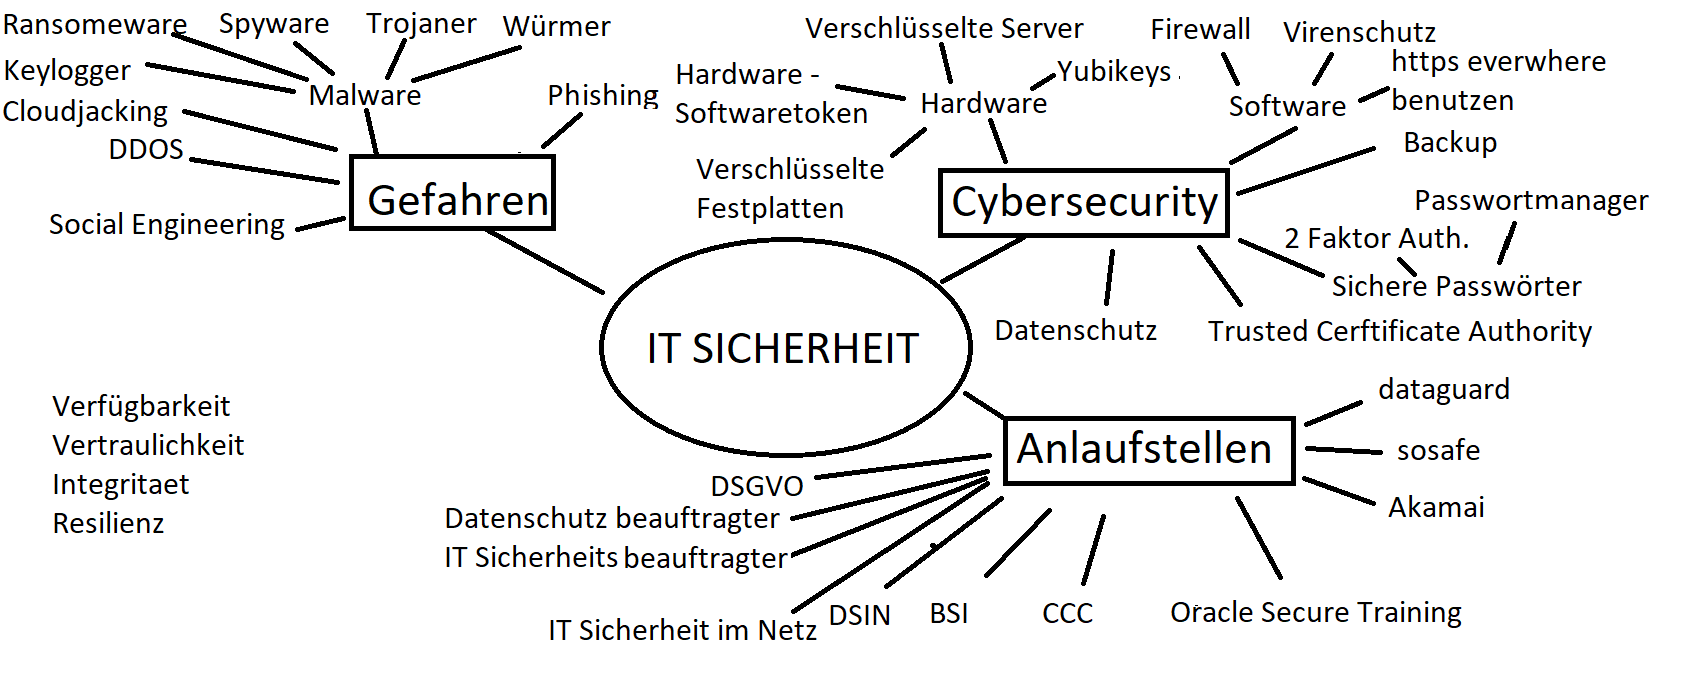 Ransomeware
Spyware
Trojaner
Würmer
Keylogger
Malware
Cloudjacking
DDOS
Phishing
Gefahren
Social Engineering
Verschlüsselte Server
Hardware -
Softwaretoken
Yubikeys
Hardware
Verschlüsselte
Festplatten
Firewall
Virenschutz
https everwhere
benutzen
Software
Backup
Cybersecurity
Passwortmanager
2 Faktor Auth.
Sichere Passwörter
Datenschutz
Trusted Cerftificate Authority
IT SICHERHEIT
Verfügbarkeit
Vertraulichkeit
Integritaet
Resilienz
Anlaufstellen
dataguard
sosafe
Akamai
DSGVO
Datenschutz beauftragter
IT Sicherheits beauftragter
IT Sicherheit im Netz
DSIN
BSI
CCC
Oracle Secure Training